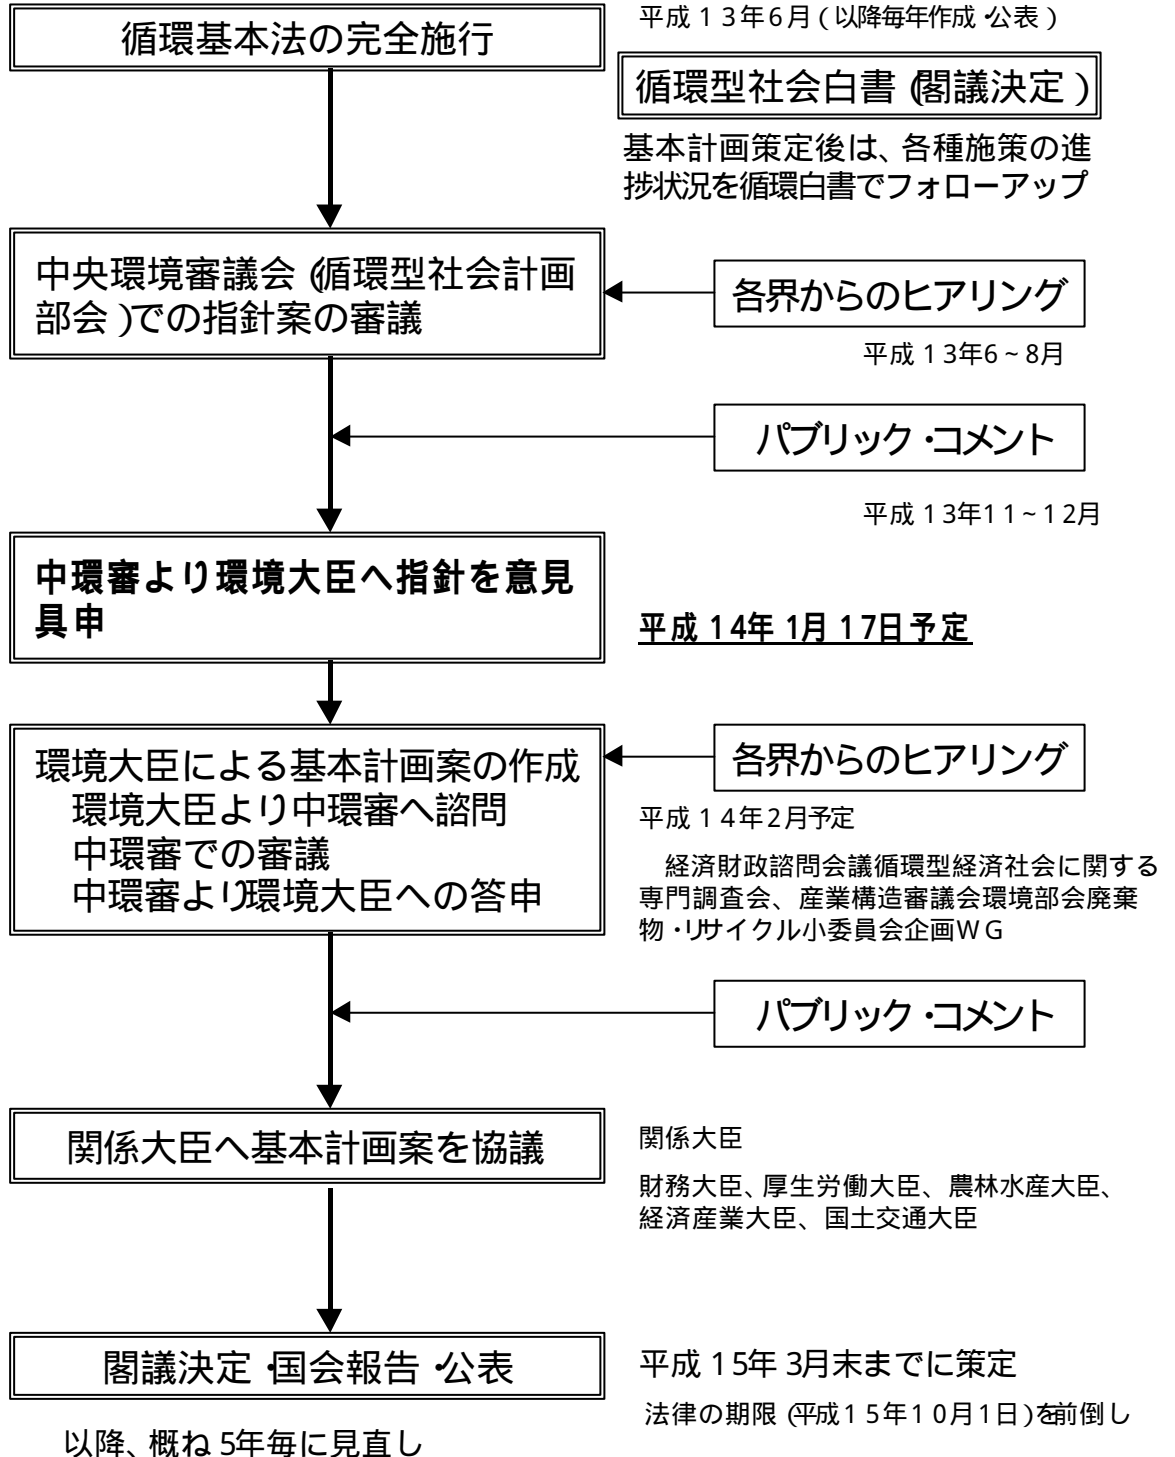 循環基本法の完全施行
平成13年6月(以降毎年作成・公表)
循環型社会白書(閣議決定)
基本計画策定後は、各種施策の進
捗状況を循環白書でフォローアップ
中央環境審議会(循環型社会計画
部会)での指針案の審議
各界からのヒアリング
平成13年6~8月
パブリック・コメント
平成13年11~12月
中環審より環境大臣へ指針を意見
具申
平成14年1月17日予定
環境大臣による基本計画案の作成
環境大臣より中環審へ諮問
中環審での審議
中環審より環境大臣への答申
各界からのヒアリング
平成14年2月予定
経済財政諮問会議循環型経済社会に関する
専門調査会、産業構造審議会環境部会廃棄
物・リサイクル小委員会企画WG
パブリック・コメント
関係大臣へ基本計画案を協議
関係大臣
財務大臣、厚生労働大臣、農林水産大臣、
経済産業大臣、国土交通大臣
閣議決定・国会報告・公表
平成15年3月末までに策定
法律の期限(平成15年10月1日)を前倒し
以降、概ね5年毎に見直し